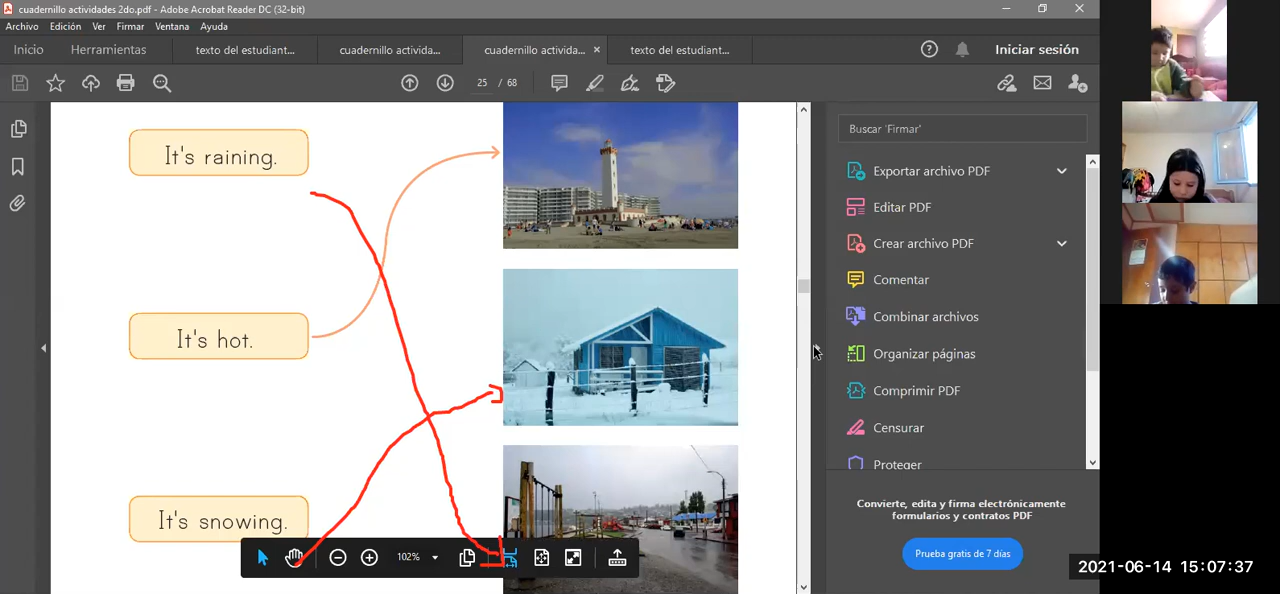 cuadernillo actividades 2do.pdf - Adobe Acrobat Reader DC (32-bit)
Archivo Edición Ver Firmar Ventana Ayuda
Inicio Herramientas texto del estudiant... cuadernillo activida... cuadernillo activida... × texto del estudiant... Iniciar sesión
25 / 68
It's raining.
It's hot.
It's snowing.
102%
Buscar 'Firmar'
Exportar archivo PDF
Editar PDF
Crear archivo PDF
Comentar
Combinar archivos
Organizar páginas
Comprimir PDF
Censurar
Proteger
Convierte, edita y firma electrónicamente
formularios y contratos PDF
Prueba gratis de 7 días
2021-06-14 15:07:37